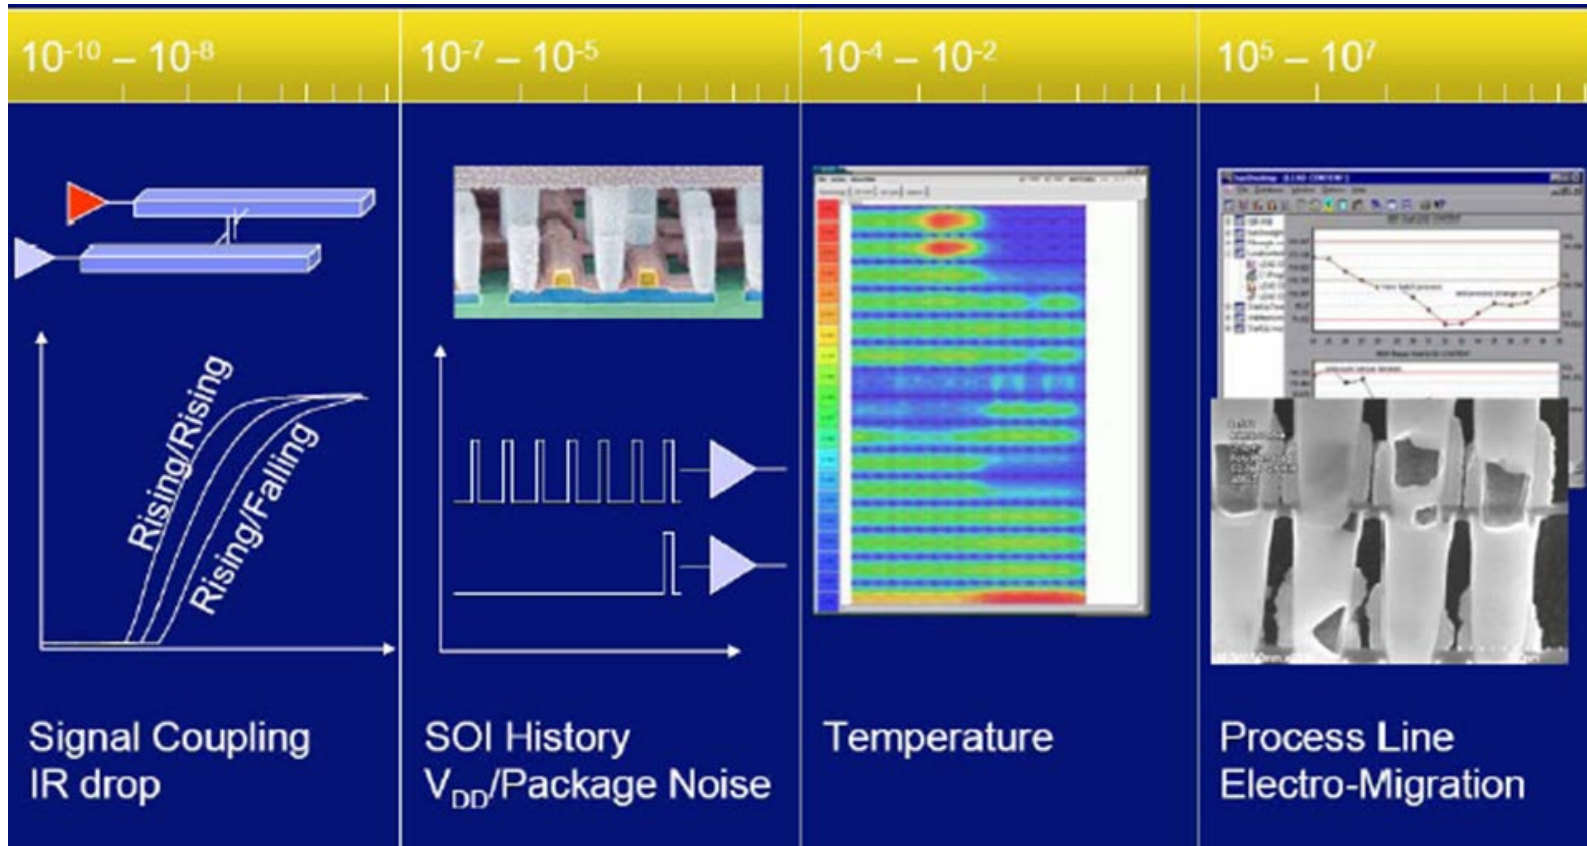 10⁻¹⁰ – 10⁻⁸
10⁻⁷ – 10⁻⁵
10⁻⁴ – 10⁻²
10⁵ – 10⁷
Rising/Rising
Rising/Falling
Signal Coupling
IR drop
SOI History
V_DD/Package Noise
Temperature
Process Line
Electro-Migration